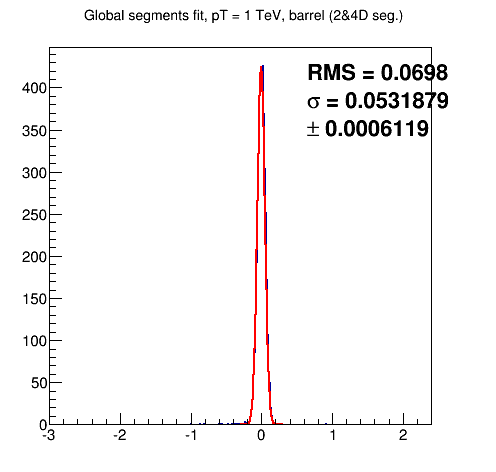 Global segments fit, pT = 1 TeV, barrel (2&4D seg.)
RMS = 0.0698
σ = 0.0531879
± 0.0006119
400
350
300
250
200
150
100
50
0
-3 -2 -1 0 1 2